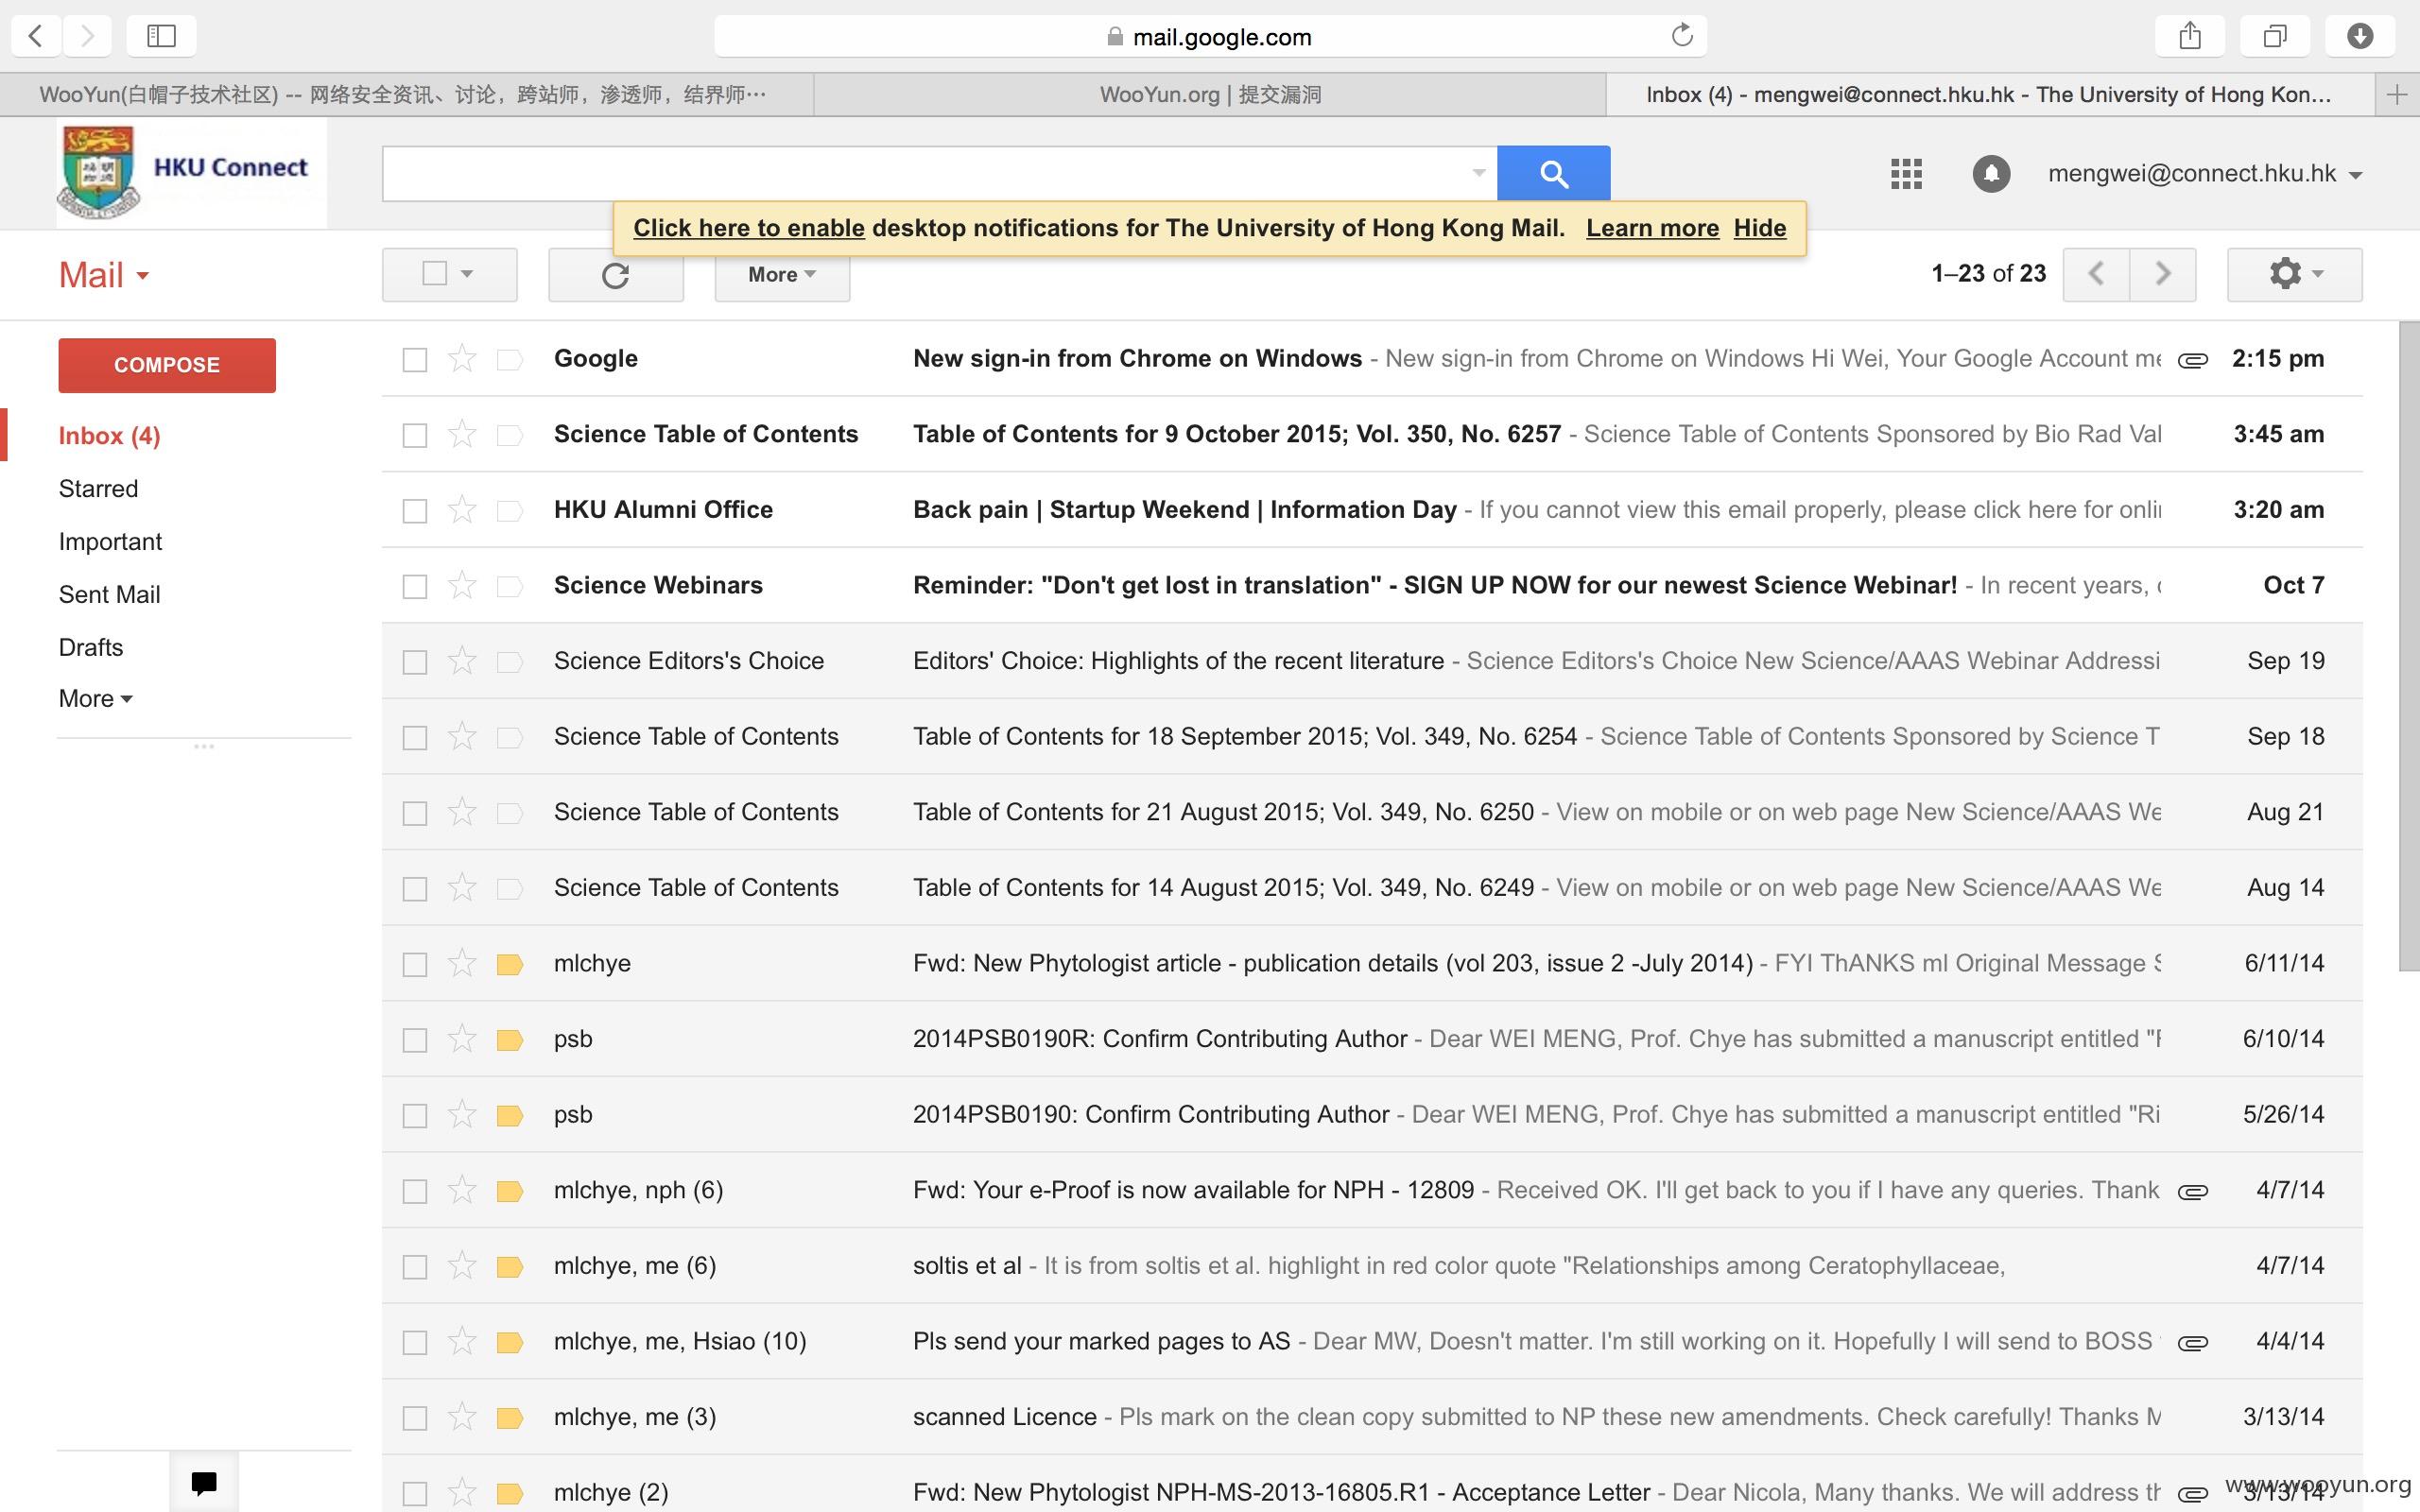 mail.google.com
WooYun(白帽子技术社区) -- 网络安全资讯、讨论，跨站师，渗透师，结界师…
WooYun.org | 提交漏洞
Inbox (4) - mengwei@connect.hku.hk - The University of Hong Kon...
HKU Connect
mengwei@connect.hku.hk
Click here to enable desktop notifications for The University of Hong Kong Mail. Learn more Hide
Mail
More
1–23 of 23
COMPOSE
Inbox (4)
Starred
Important
Sent Mail
Drafts
More
Google New sign-in from Chrome on Windows - New sign-in from Chrome on Windows Hi Wei, Your Google Account me 2:15 pm
Science Table of Contents Table of Contents for 9 October 2015; Vol. 350, No. 6257 - Science Table of Contents Sponsored by Bio Rad Val 3:45 am
HKU Alumni Office Back pain | Startup Weekend | Information Day - If you cannot view this email properly, please click here for onli 3:20 am
Science Webinars Reminder: "Don't get lost in translation" - SIGN UP NOW for our newest Science Webinar! - In recent years, Oct 7
Science Editors's Choice Editors' Choice: Highlights of the recent literature - Science Editors's Choice New Science/AAAS Webinar Addressi Sep 19
Science Table of Contents Table of Contents for 18 September 2015; Vol. 349, No. 6254 - Science Table of Contents Sponsored by Science T Sep 18
Science Table of Contents Table of Contents for 21 August 2015; Vol. 349, No. 6250 - View on mobile or on web page New Science/AAAS We Aug 21
Science Table of Contents Table of Contents for 14 August 2015; Vol. 349, No. 6249 - View on mobile or on web page New Science/AAAS We Aug 14
mlchye Fwd: New Phytologist article - publication details (vol 203, issue 2 -July 2014) - FYI ThANKS ml Original Message 6/11/14
psb 2014PSB0190R: Confirm Contributing Author - Dear WEI MENG, Prof. Chye has submitted a manuscript entitled 6/10/14
psb 2014PSB0190: Confirm Contributing Author - Dear WEI MENG, Prof. Chye has submitted a manuscript entitled "Ri 5/26/14
mlchye, nph (6) Fwd: Your e-Proof is now available for NPH - 12809 - Received OK. I'll get back to you if I have any queries. Thank 4/7/14
mlchye, me (6) soltis et al - It is from soltis et al. highlight in red color quote "Relationships among Ceratophyllaceae, 4/7/14
mlchye, me, Hsiao (10) Pls send your marked pages to AS - Dear MW, Doesn't matter. I'm still working on it. Hopefully I will send to BOSS 4/4/14
mlchye, me (3) scanned Licence - Pls mark on the clean copy submitted to NP these new amendments. Check carefully! Thanks M 3/13/14
mlchye (2) Fwd: New Phytologist NPH-MS-2013-16805.R1 - Acceptance Letter - Dear Nicola, Many thanks. We will address th 3/13/14
www.wooyun.org